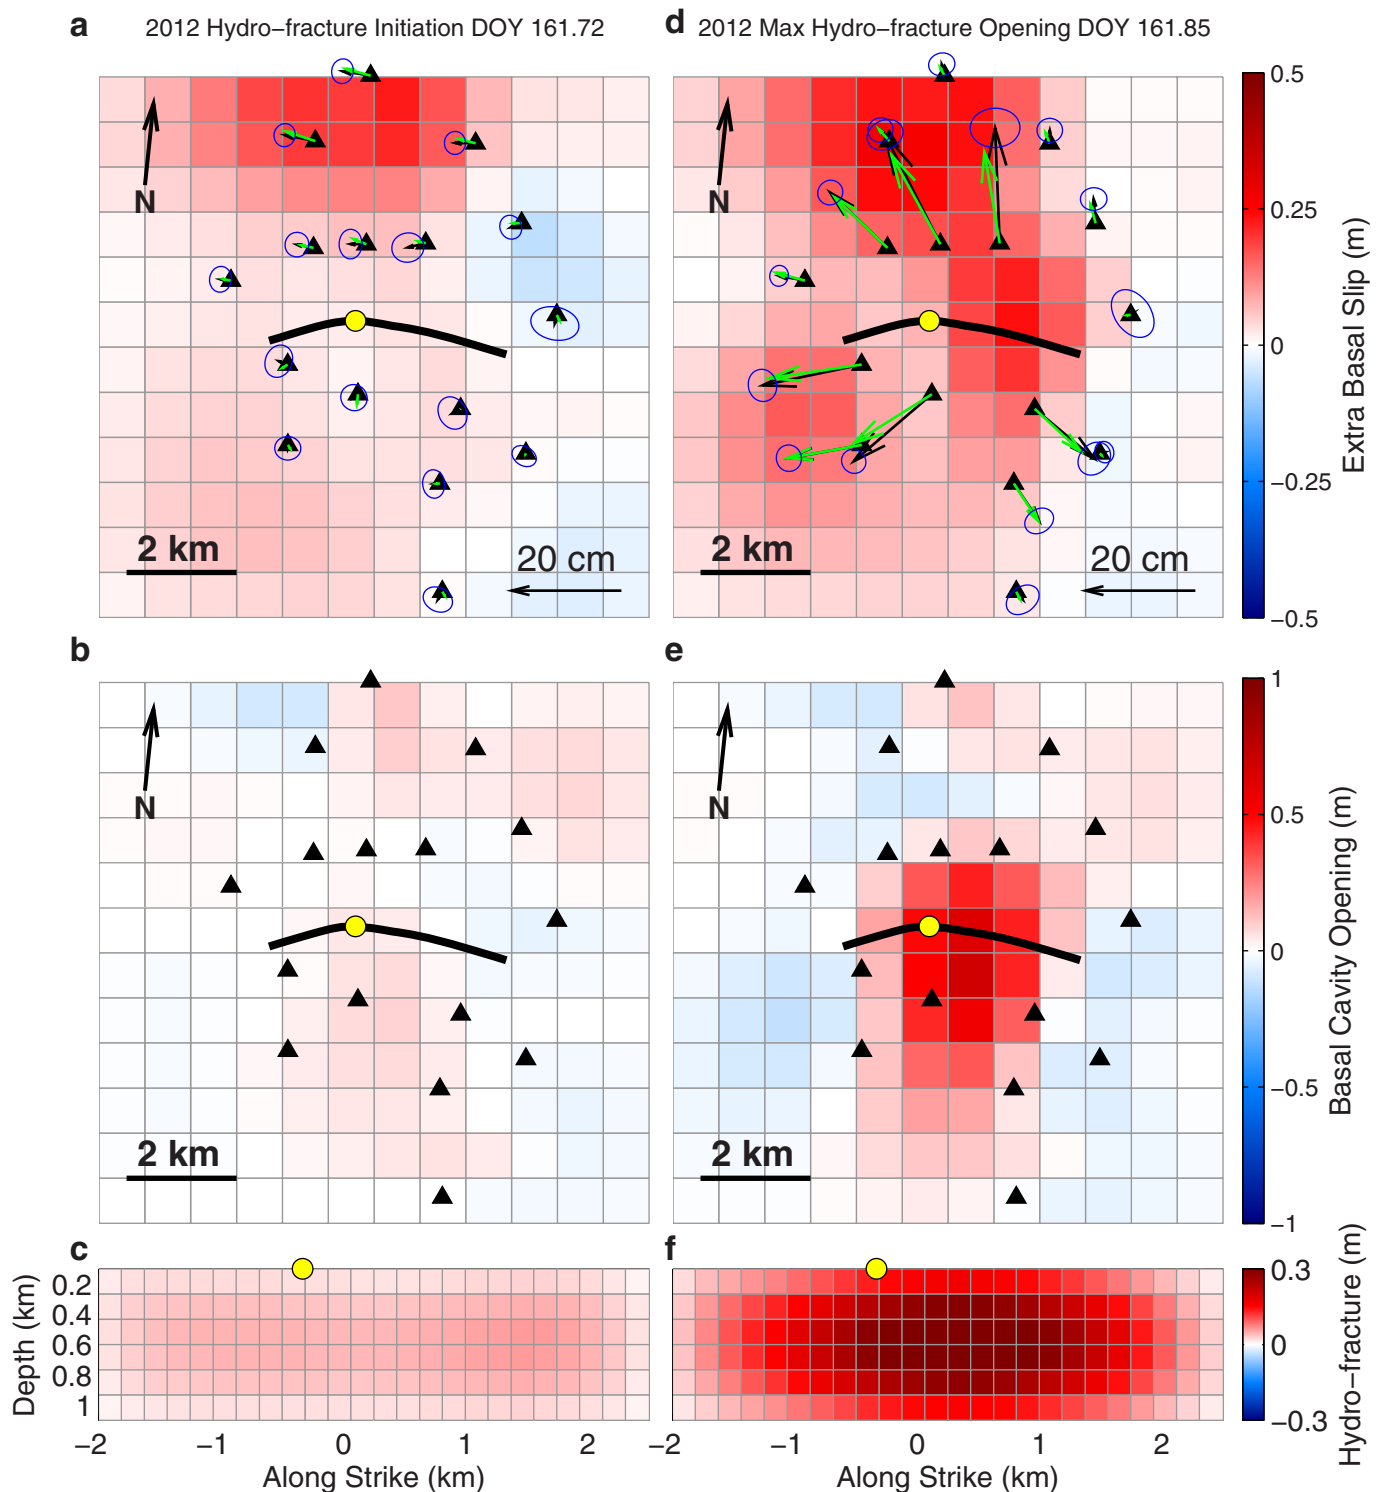 a 2012 Hydro−fracture Initiation DOY 161.72
N
2 km
20 cm
d 2012 Max Hydro−fracture Opening DOY 161.85
N
2 km
20 cm
0.5
0.25
0
−0.25
−0.5
Extra Basal Slip (m)
b
N
2 km
e
N
2 km
1
0.5
0
−0.5
−1
Basal Cavity Opening (m)
c
0.2
0.4
0.6
0.8
1
Depth (km)
−2 −1 0 1 2
Along Strike (km)
f
−2 −1 0 1 2
Along Strike (km)
0.3
0
−0.3
Hydro−fracture (m)